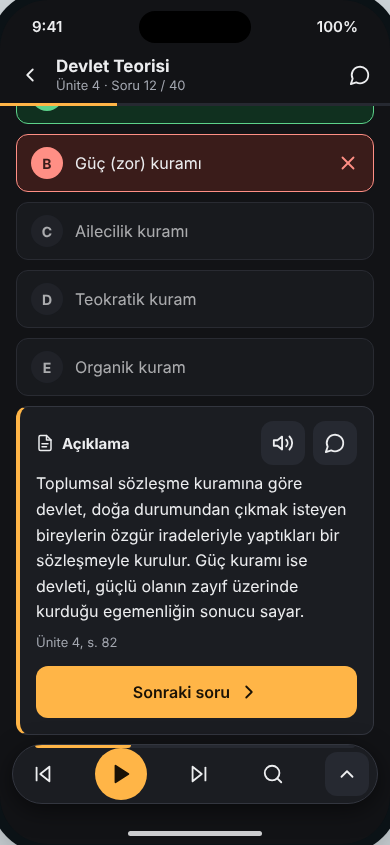 9:41
100%
Devlet Teorisi
Ünite 4 · Soru 12 / 40
B
Güç (zor) kuramı
C
Ailecilik kuramı
D
Teokratik kuram
E
Organik kuram
Açıklama
Toplumsal sözleşme kuramına göre
devlet, doğa durumundan çıkmak isteyen
bireylerin özgür iradeleriyle yaptıkları bir
sözleşmeyle kurulur. Güç kuramı ise
devleti, güçlü olanın zayıf üzerinde
kurduğu egemenliğin sonucu sayar.
Ünite 4, s. 82
Sonraki soru